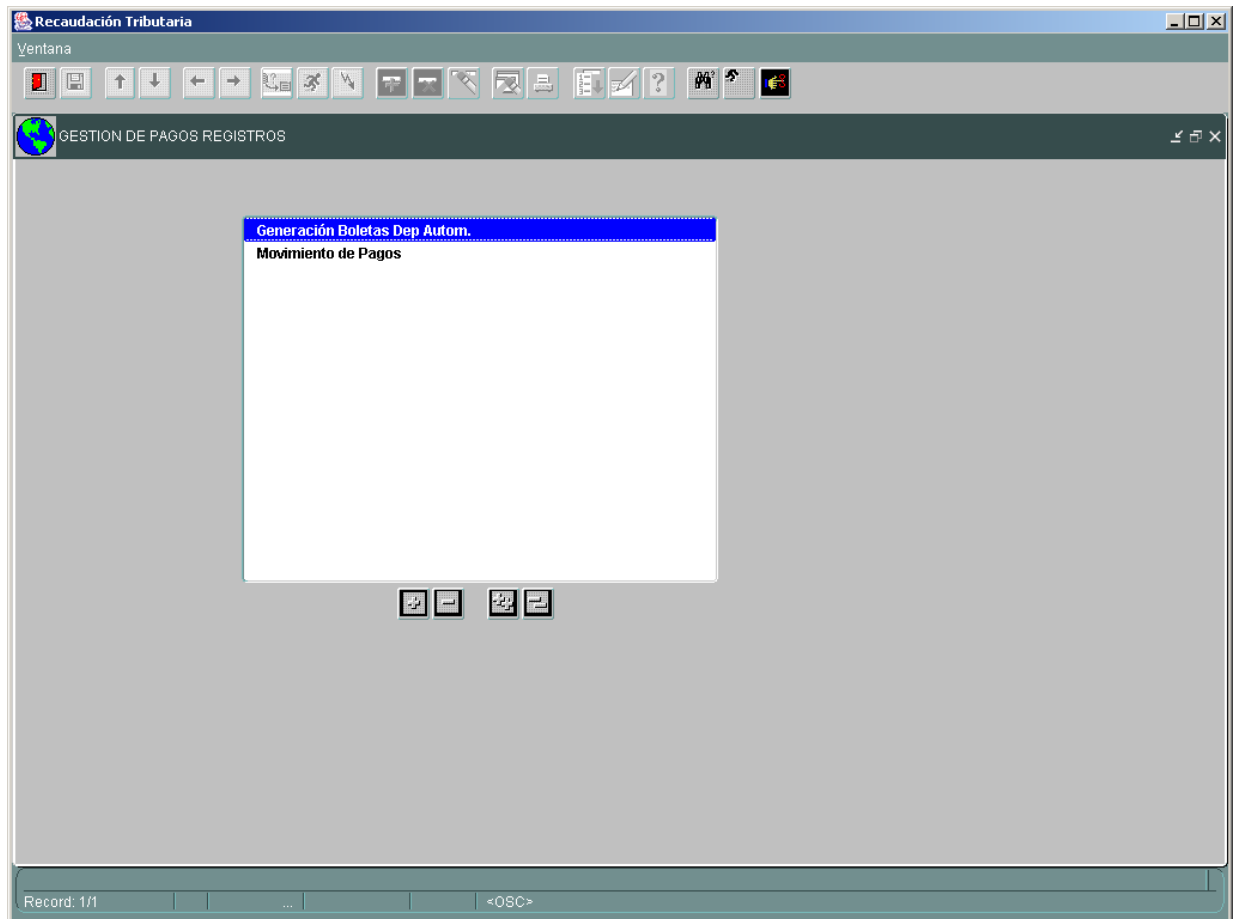 Recaudación Tributaria
Ventana
GESTION DE PAGOS REGISTROS
Generación Boletas Dep Autom.
Movimiento de Pagos
Record: 1/1 ... <OSC>